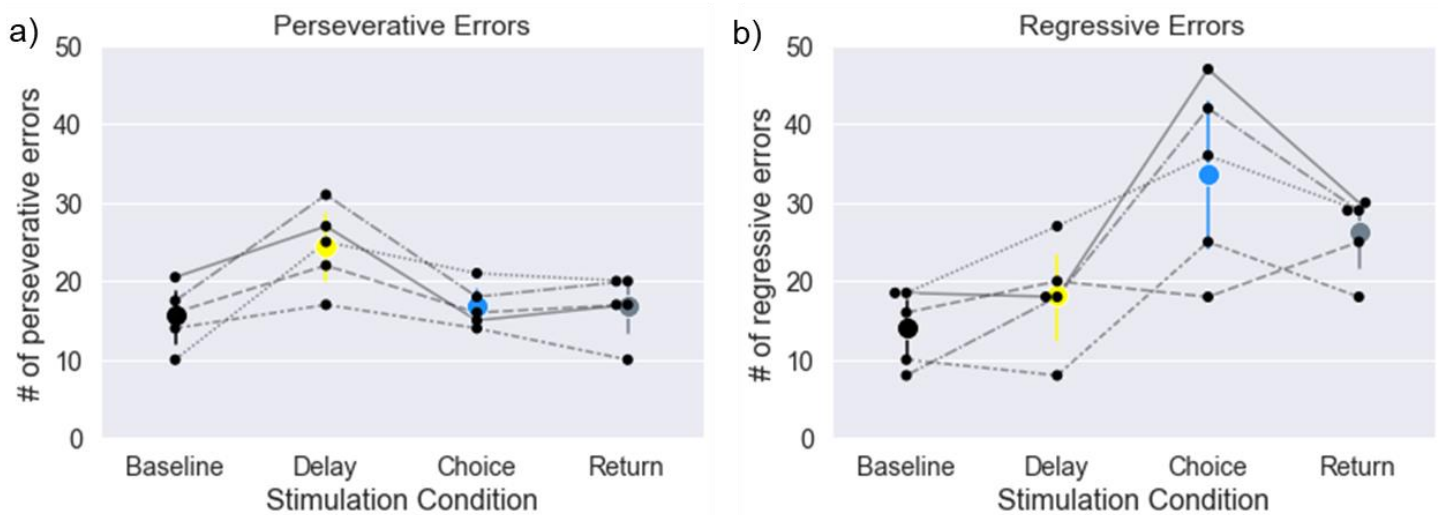 a)
Perseverative Errors
# of perseverative errors
50
40
30
20
10
0
Baseline Delay Choice Return
Stimulation Condition
b)
Regressive Errors
# of regressive errors
50
40
30
20
10
0
Baseline Delay Choice Return
Stimulation Condition